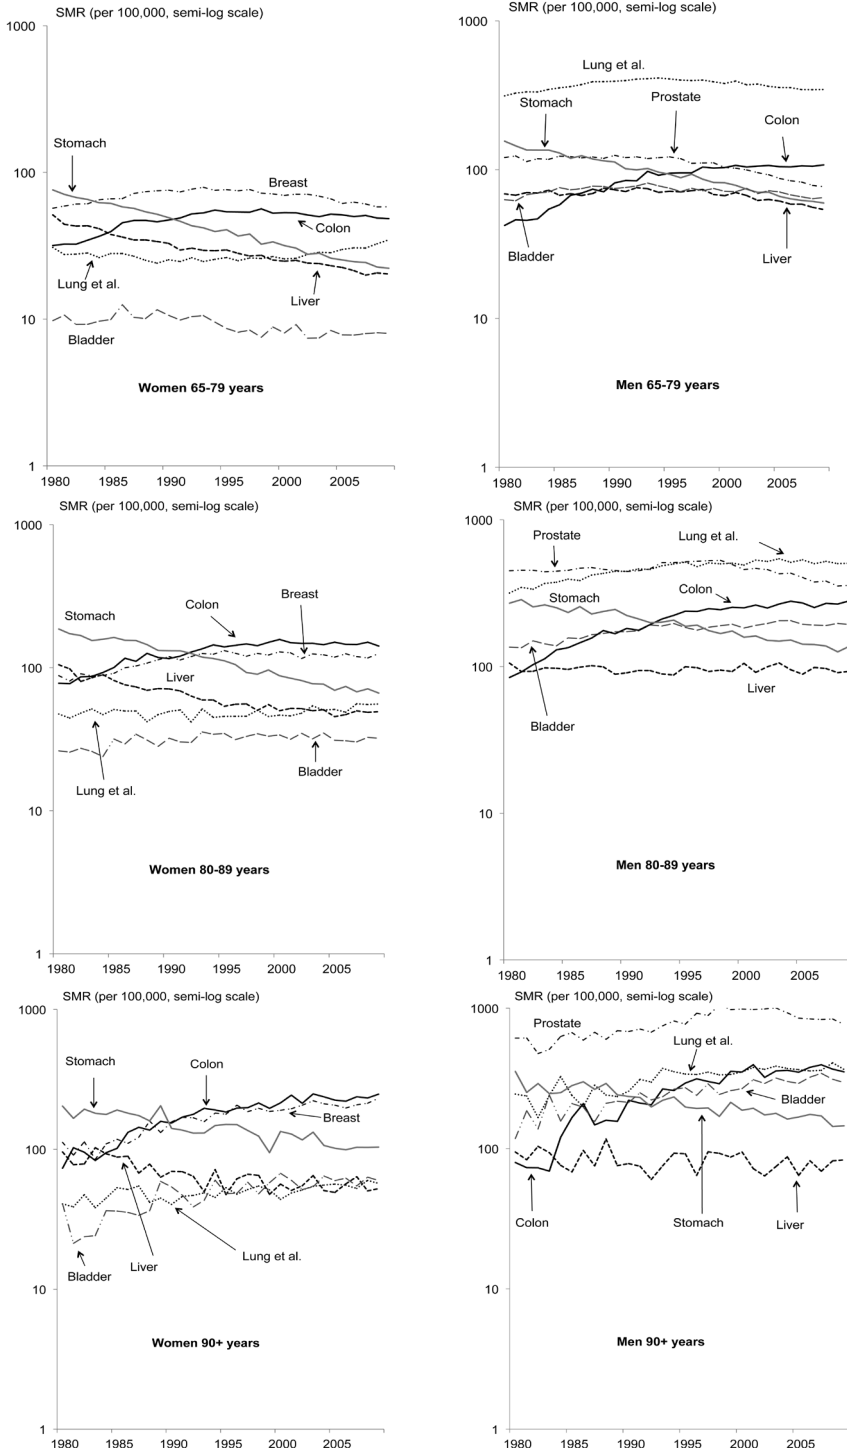 SMR (per 100,000, semi-log scale)
1000
Stomach
100
Breast
Colon
Lung et al.
Liver
10
Bladder
Women 65-79 years
1
1980 1985 1990 1995 2000 2005
SMR (per 100,000, semi-log scale)
1000
Lung et al.
Stomach
Prostate
Colon
100
Bladder
Liver
10
Men 65-79 years
1
1980 1985 1990 1995 2000 2005
SMR (per 100,000, semi-log scale)
1000
Stomach
Colon
Breast
100
Liver
Bladder
Lung et al.
10
Women 80-89 years
1
1980 1985 1990 1995 2000 2005
SMR (per 100,000, semi-log scale)
1000
Prostate
Lung et al.
Stomach
Colon
100
Liver
Bladder
10
Men 80-89 years
1
1980 1985 1990 1995 2000 2005
SMR (per 100,000, semi-log scale)
1000
Stomach
Colon
Breast
100
Lung et al.
Liver
Bladder
10
Women 90+ years
1
1980 1985 1990 1995 2000 2005
SMR (per 100,000, semi-log scale)
1000
Prostate
Lung et al.
Bladder
100
Colon
Stomach
Liver
10
Men 90+ years
1
1980 1985 1990 1995 2000 2005